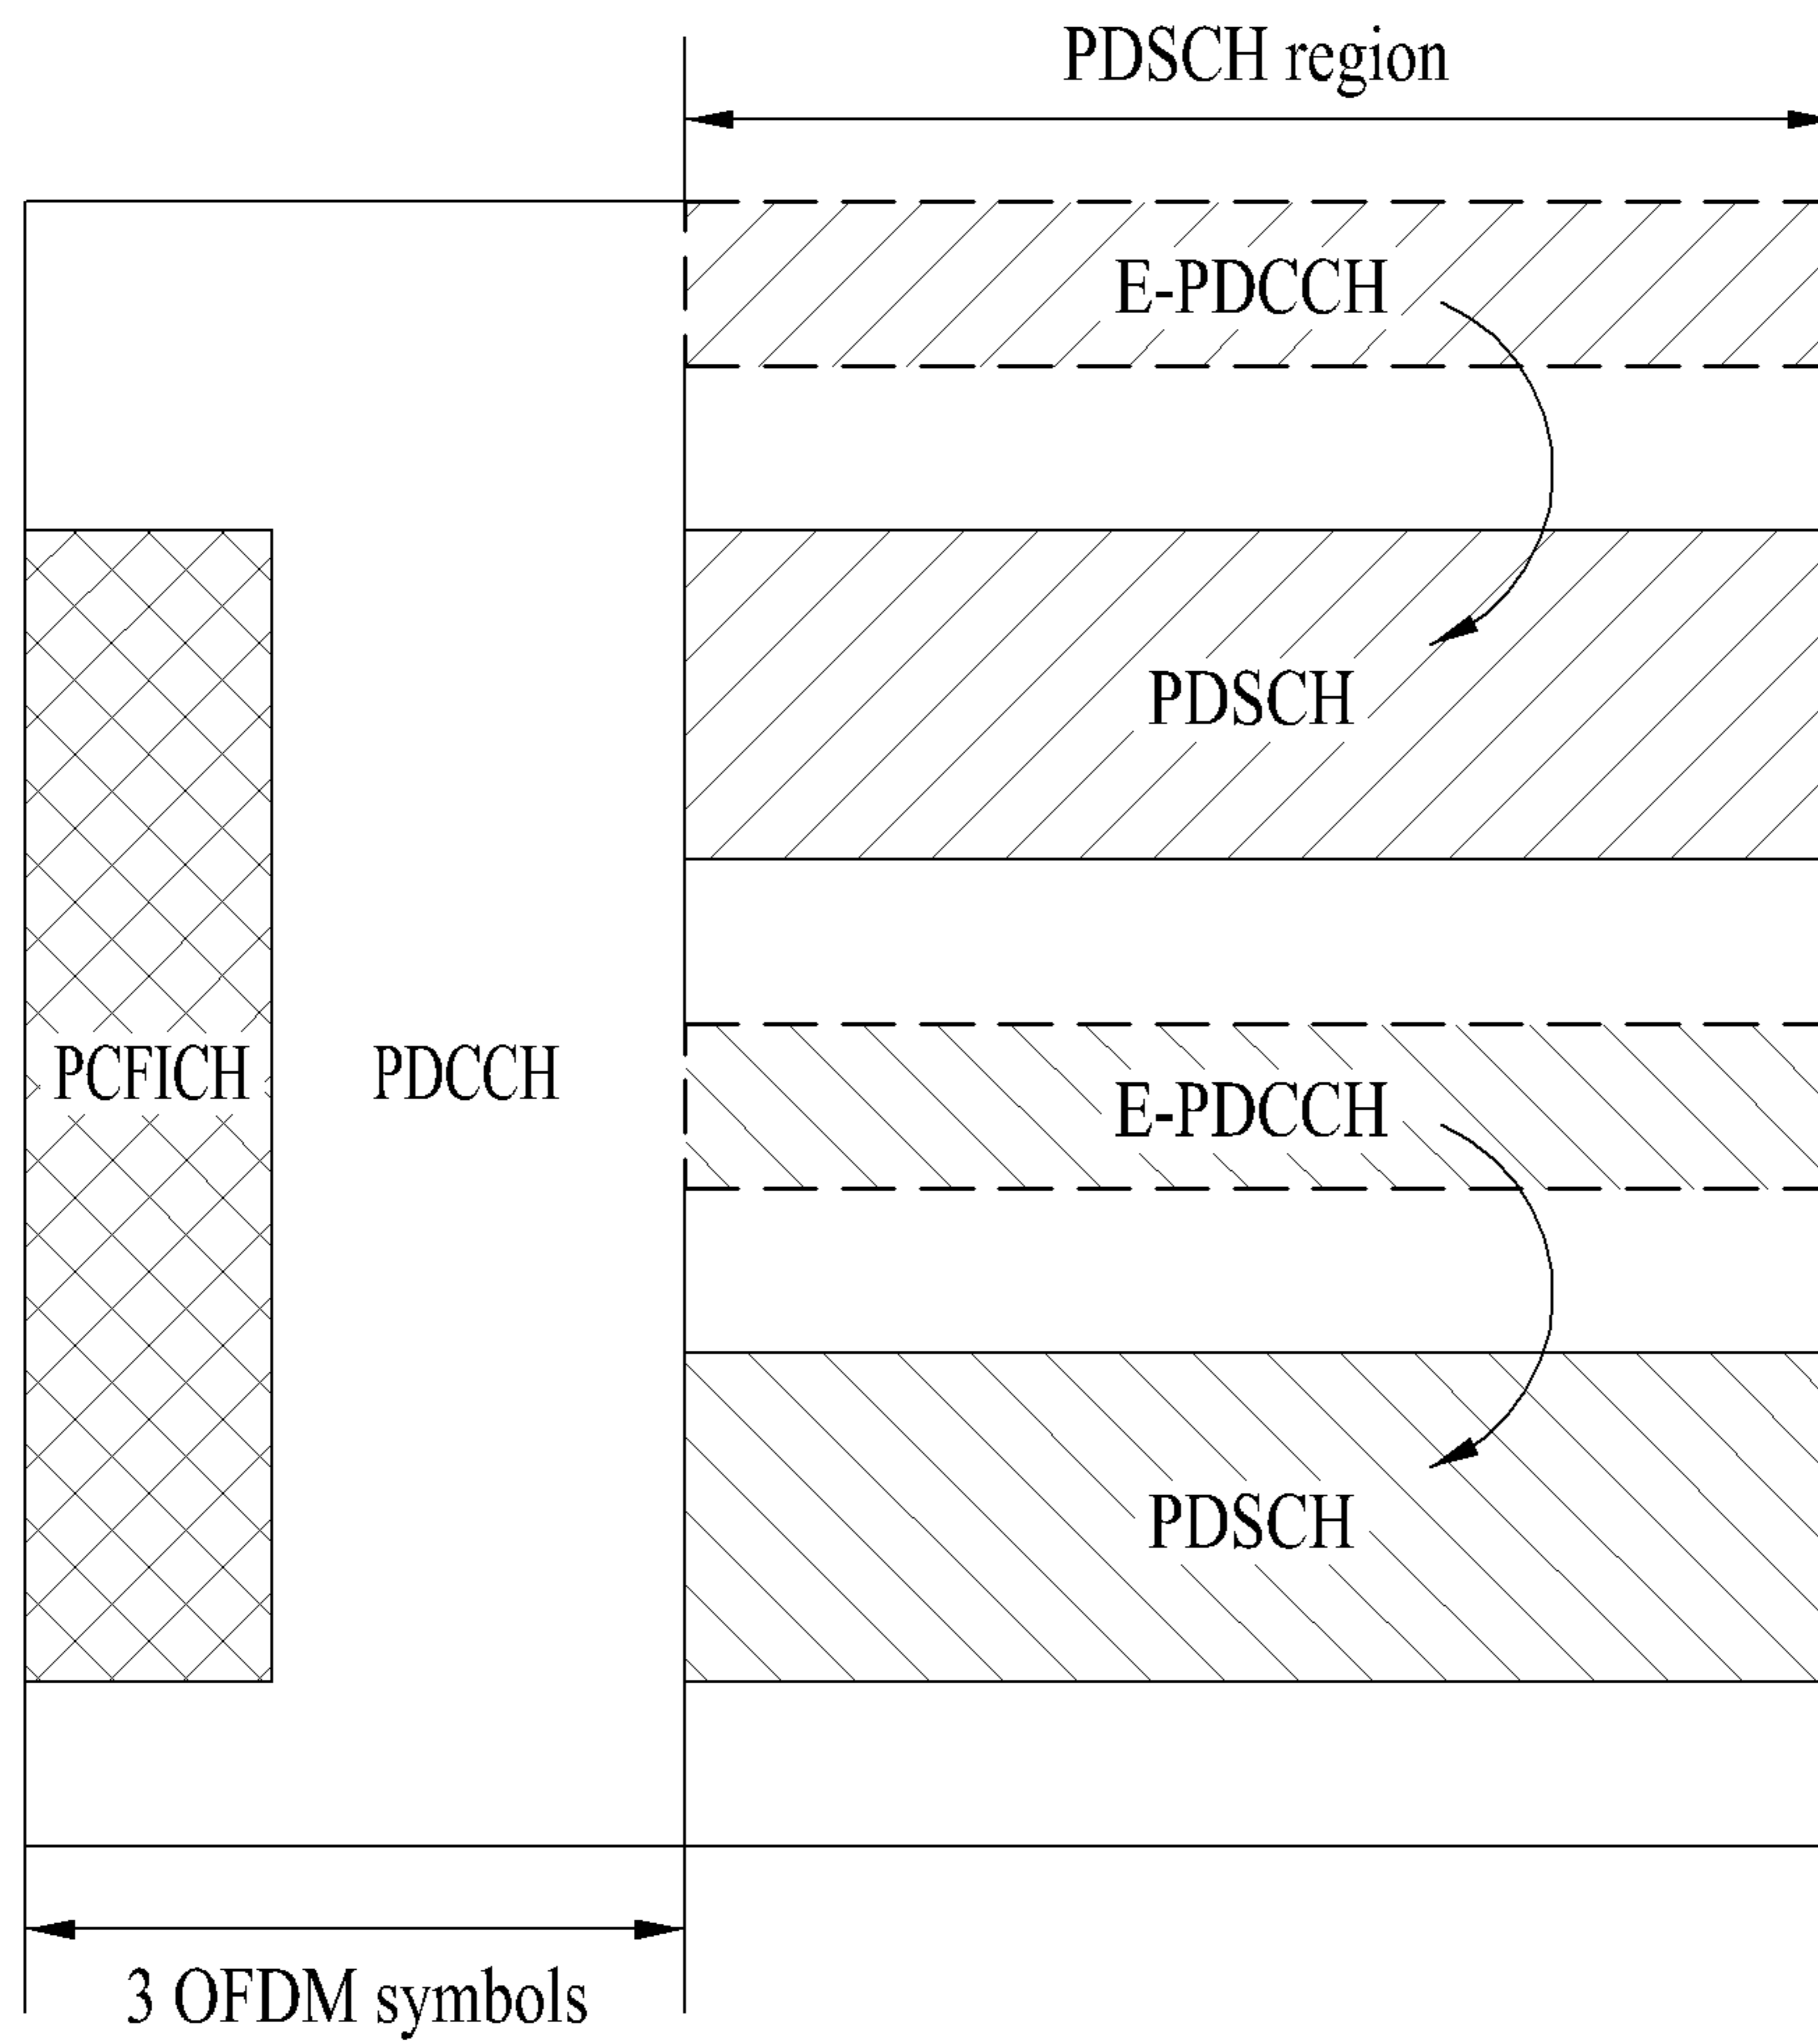 PDSCH region
E-PDCCH
PDSCH
PCFICH
PDCCH
E-PDCCH
PDSCH
3 OFDM symbols